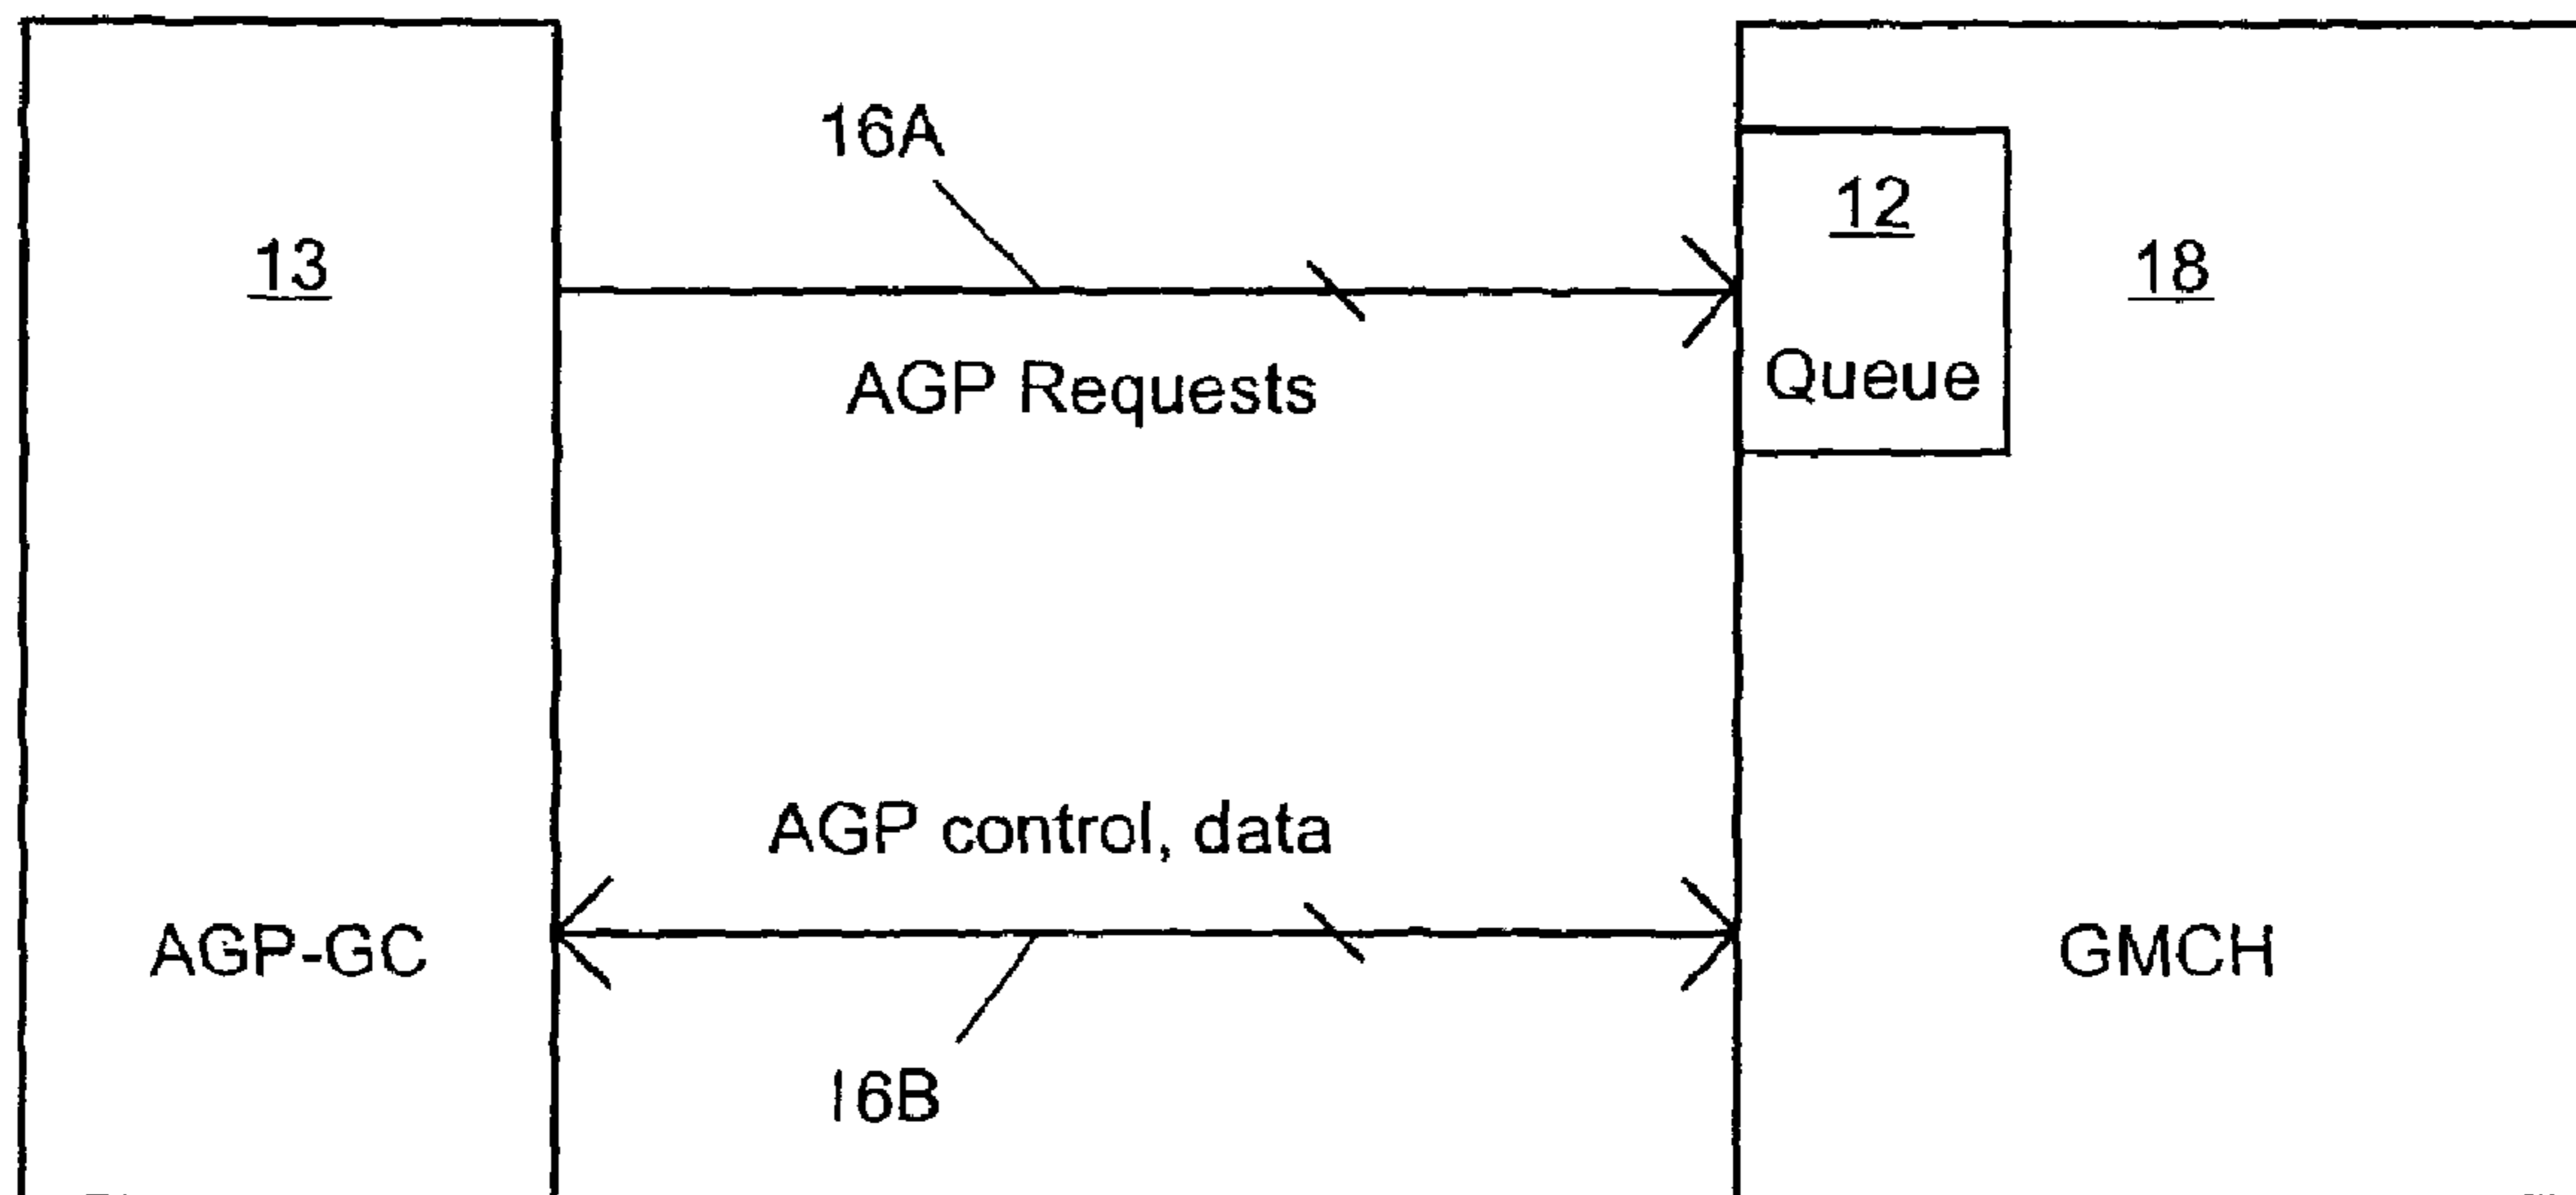 16A
12
13
18
AGP Requests
Queue
AGP control, data
AGP-GC
GMCH
16B